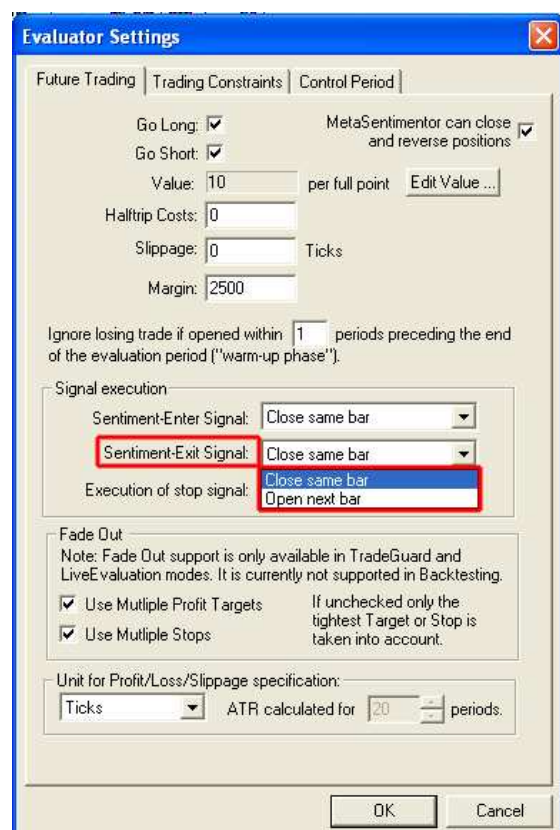 Evaluator Settings
Future Trading Trading Constraints Control Period
Go Long: MetaSentimentor can close
and reverse positions
Go Short:
Value: 10 per full point Edit Value ...
Halftrip Costs: 0
Slippage: 0 Ticks
Margin: 2500
Ignore losing trade if opened within 1 periods preceding the end
of the evaluation period ("warm-up phase").
Signal execution
Sentiment-Enter Signal: Close same bar
Sentiment-Exit Signal: Close same bar
Close same bar
Execution of stop signal: Open next bar
Fade Out
Note: Fade Out support is only available in TradeGuard and
LiveEvaluation modes. It is currently not supported in Backtesting.
Use Mutliple Profit Targets If unchecked only the
tightest Target or Stop is
Use Mutliple Stops taken into account.
Unit for Profit/Loss/Slippage specification:
Ticks ATR calculated for 20 periods.
OK Cancel